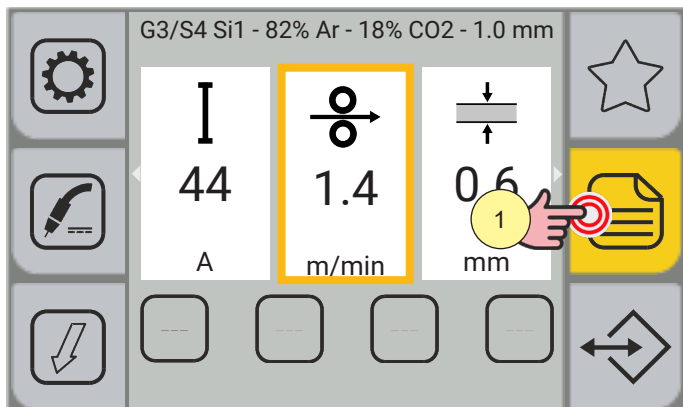 G3/S4 Si1 - 82% Ar - 18% CO2 - 1.0 mm
I
44
1.4
0.6
1
A
m/min
mm
--- --- --- ---